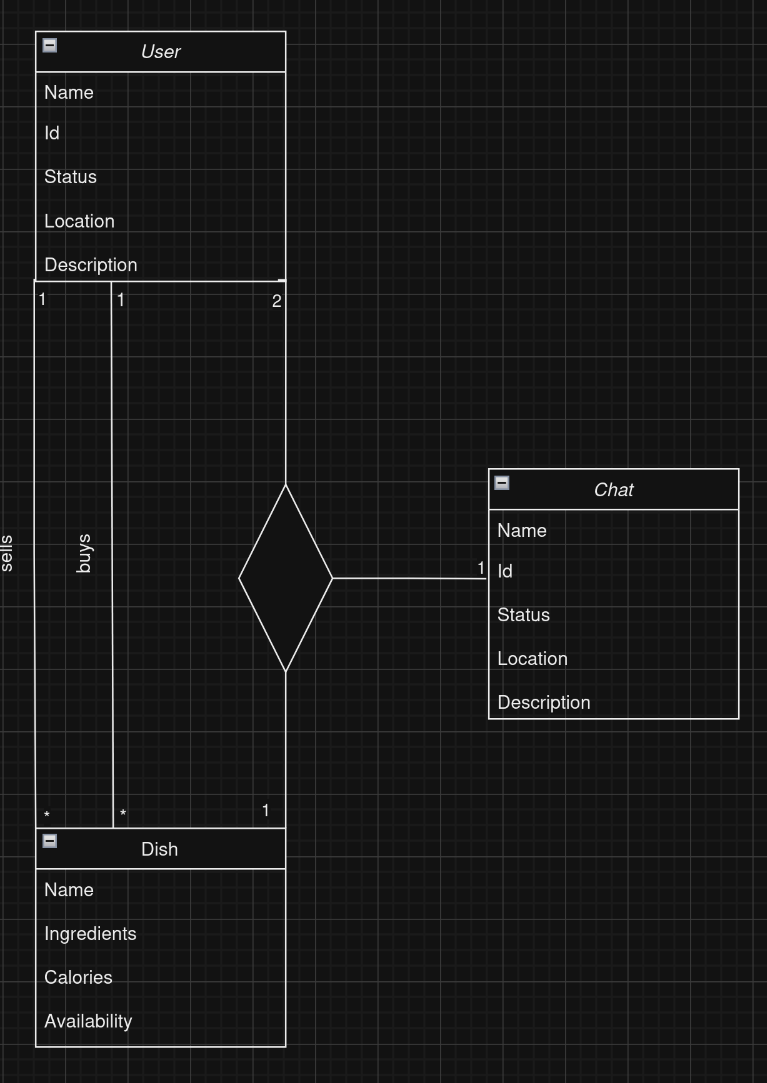 User
Name
Id
Status
Location
Description
1
1
2
sells
buys
Chat
Name
1
Id
Status
Location
Description
*
*
1
Dish
Name
Ingredients
Calories
Availability